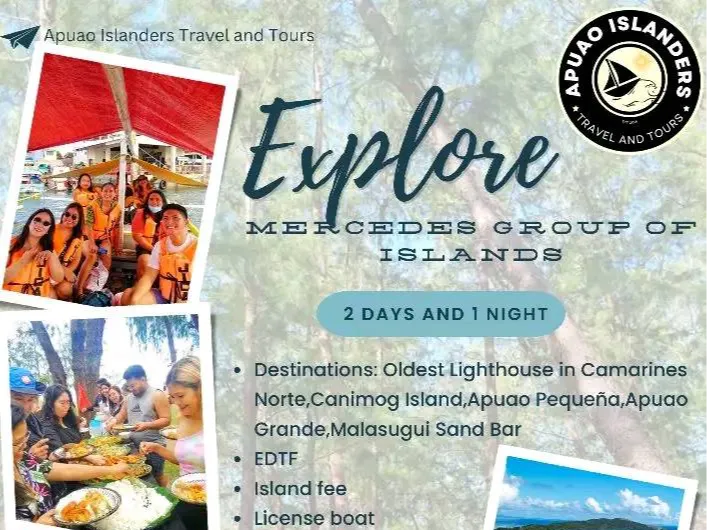 Apuao Islanders Travel and Tours
APUAO ISLANDERS
TRAVEL AND TOURS
Explore
MERCEDES GROUP OF
ISLANDS
2 DAYS AND 1 NIGHT
• Destinations: Oldest Lighthouse in Camarines
Norte,Canimog Island,Apuao Pequeña,Apuao
Grande,Malasugui Sand Bar
• EDTF
• Island fee
• License boat